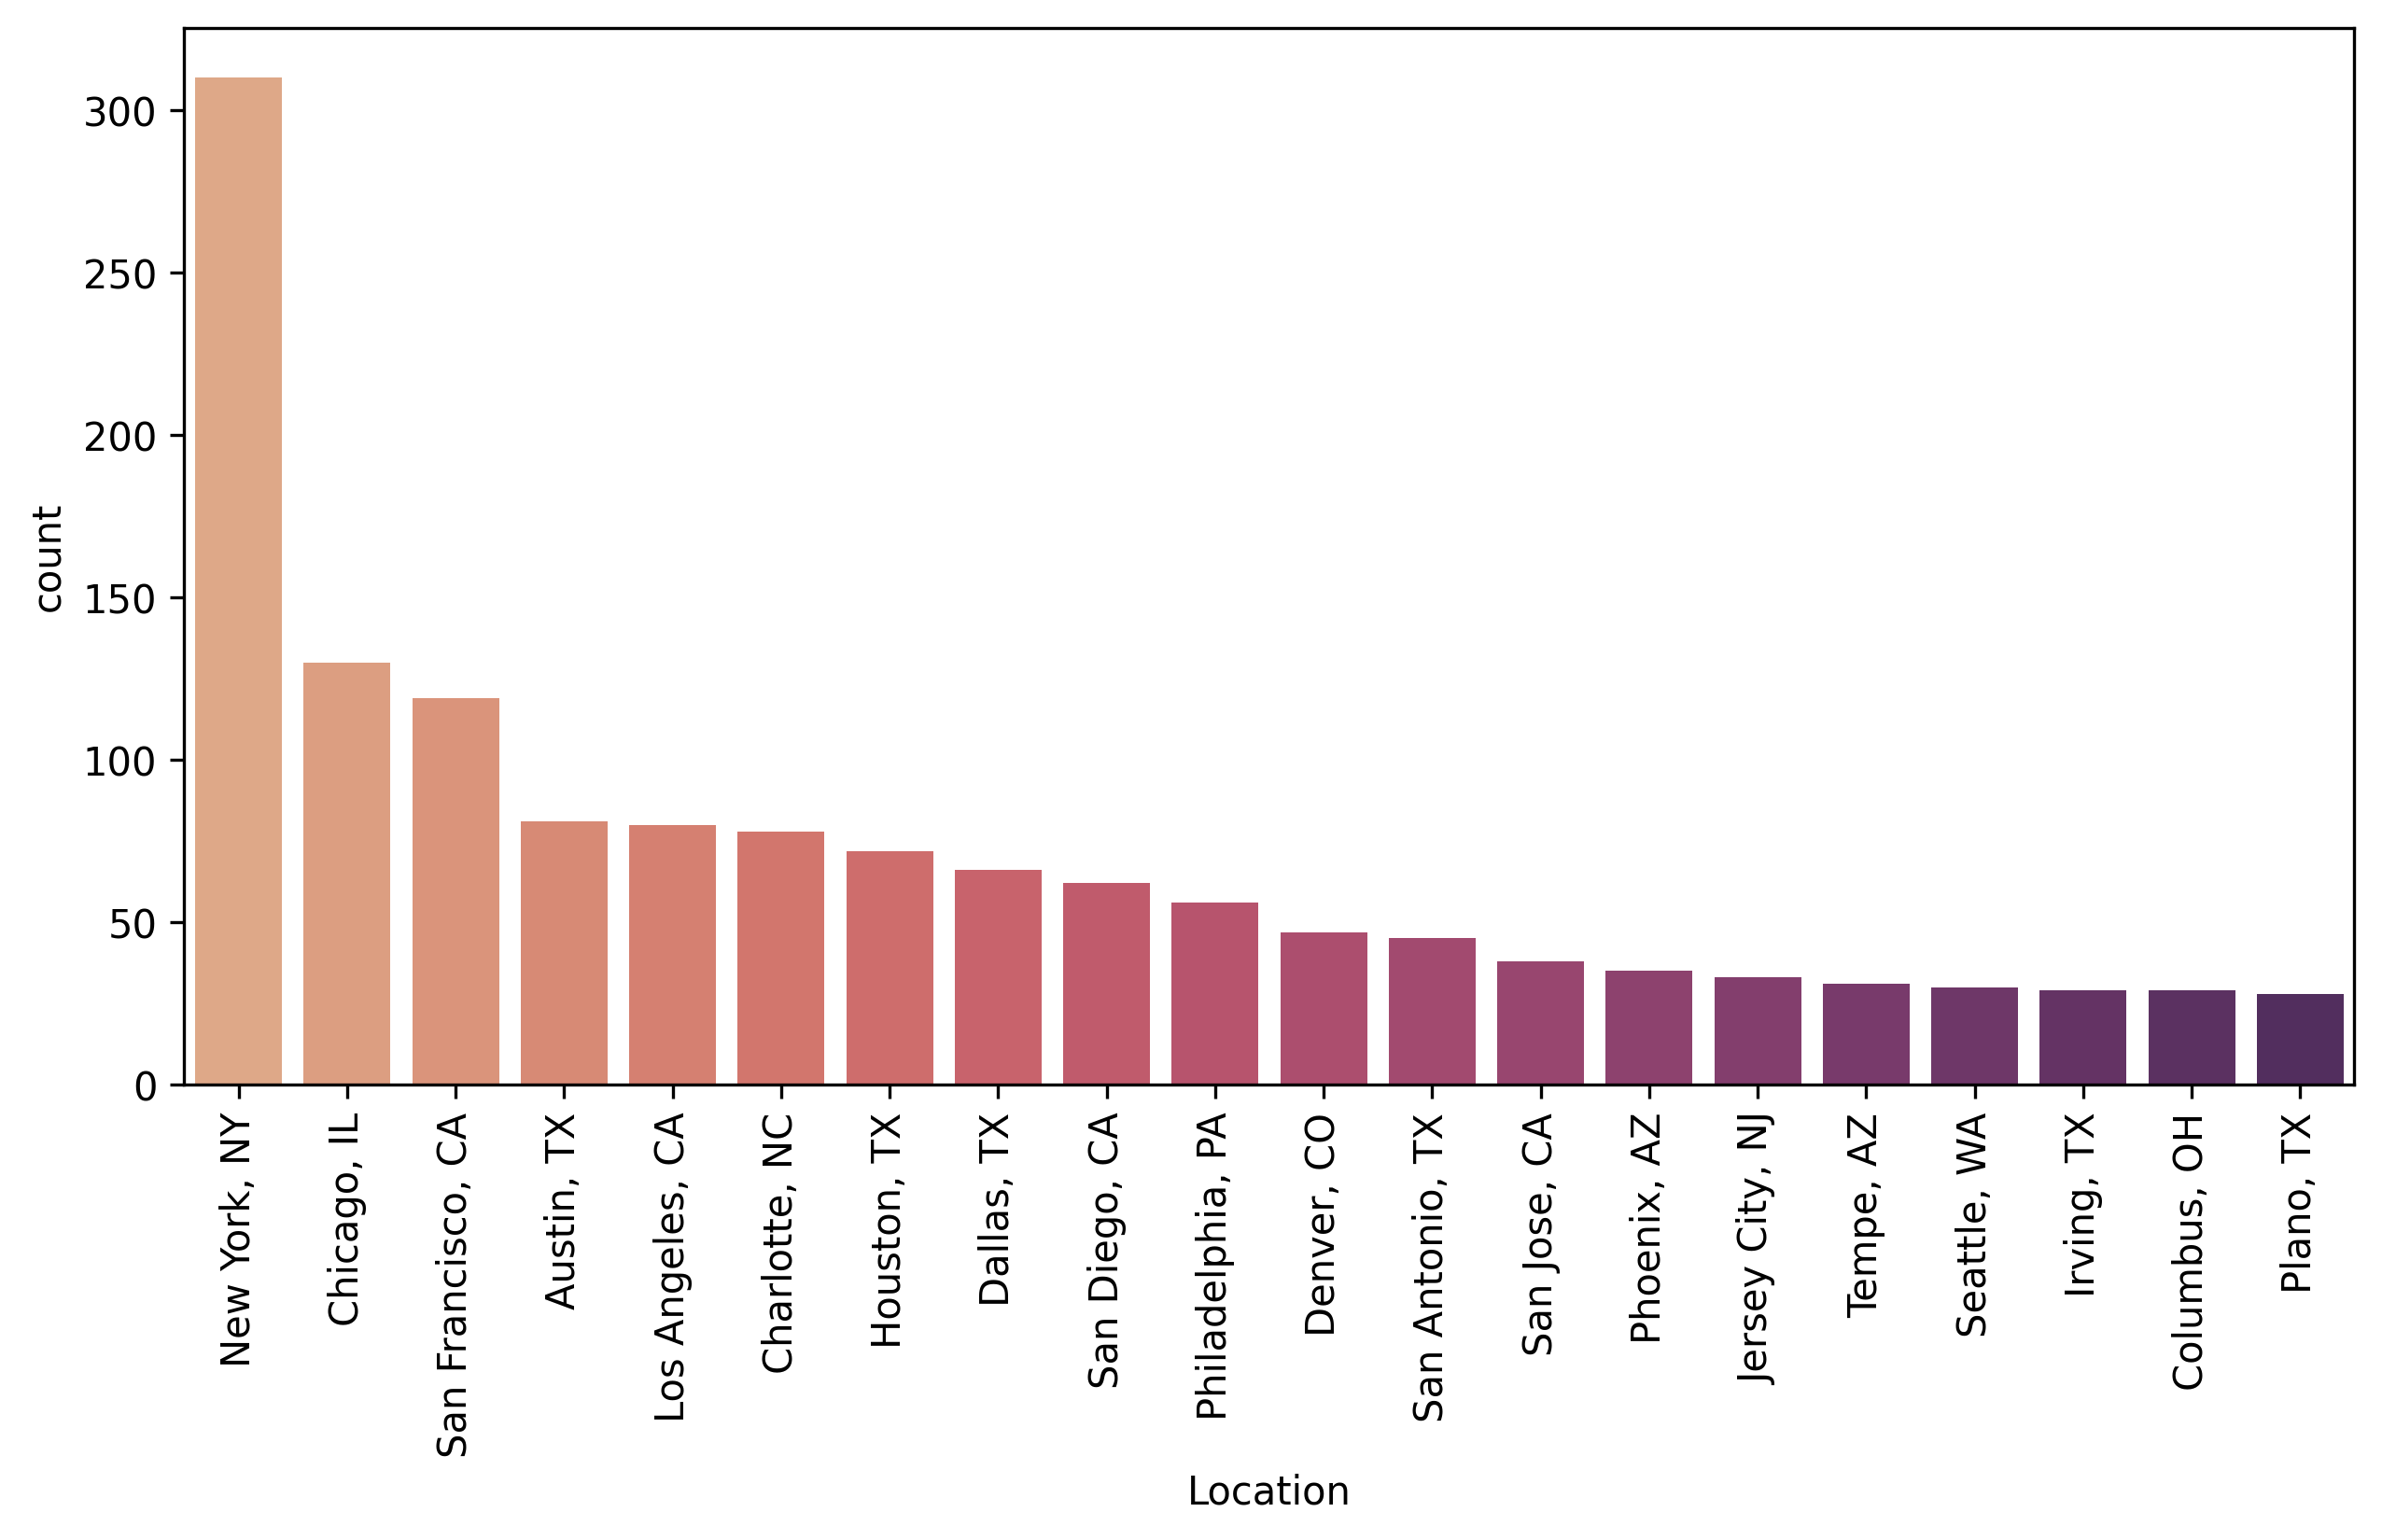 300
250
200
150
100
50
0
count
New York, NY
Chicago, IL
San Francisco, CA
Austin, TX
Los Angeles, CA
Charlotte, NC
Houston, TX
Dallas, TX
San Diego, CA
Philadelphia, PA
Denver, CO
San Antonio, TX
San Jose, CA
Phoenix, AZ
Jersey City, NJ
Tempe, AZ
Seattle, WA
Irving, TX
Columbus, OH
Plano, TX
Location